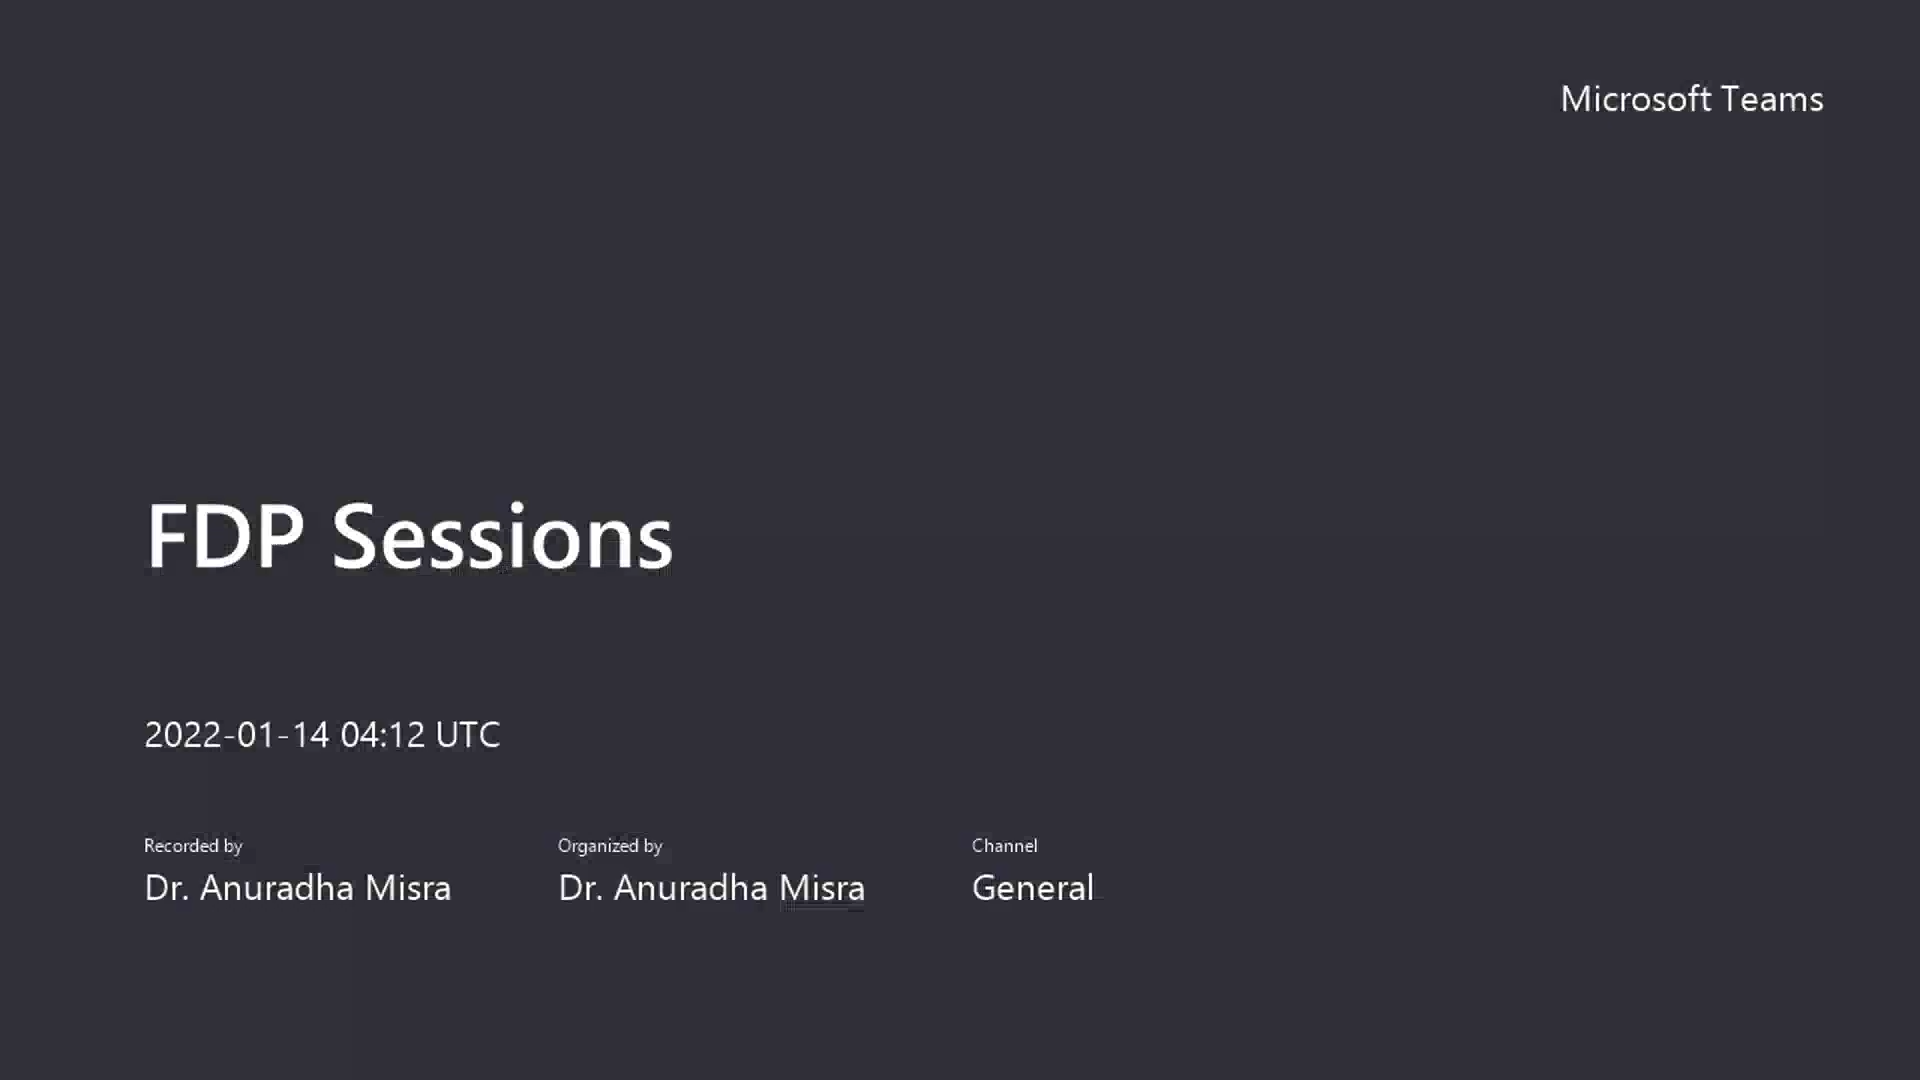 Microsoft Teams
FDP Sessions
2022-01-14 04:12 UTC
Recorded by
Dr. Anuradha Misra
Organized by
Dr. Anuradha Misra
Channel
General